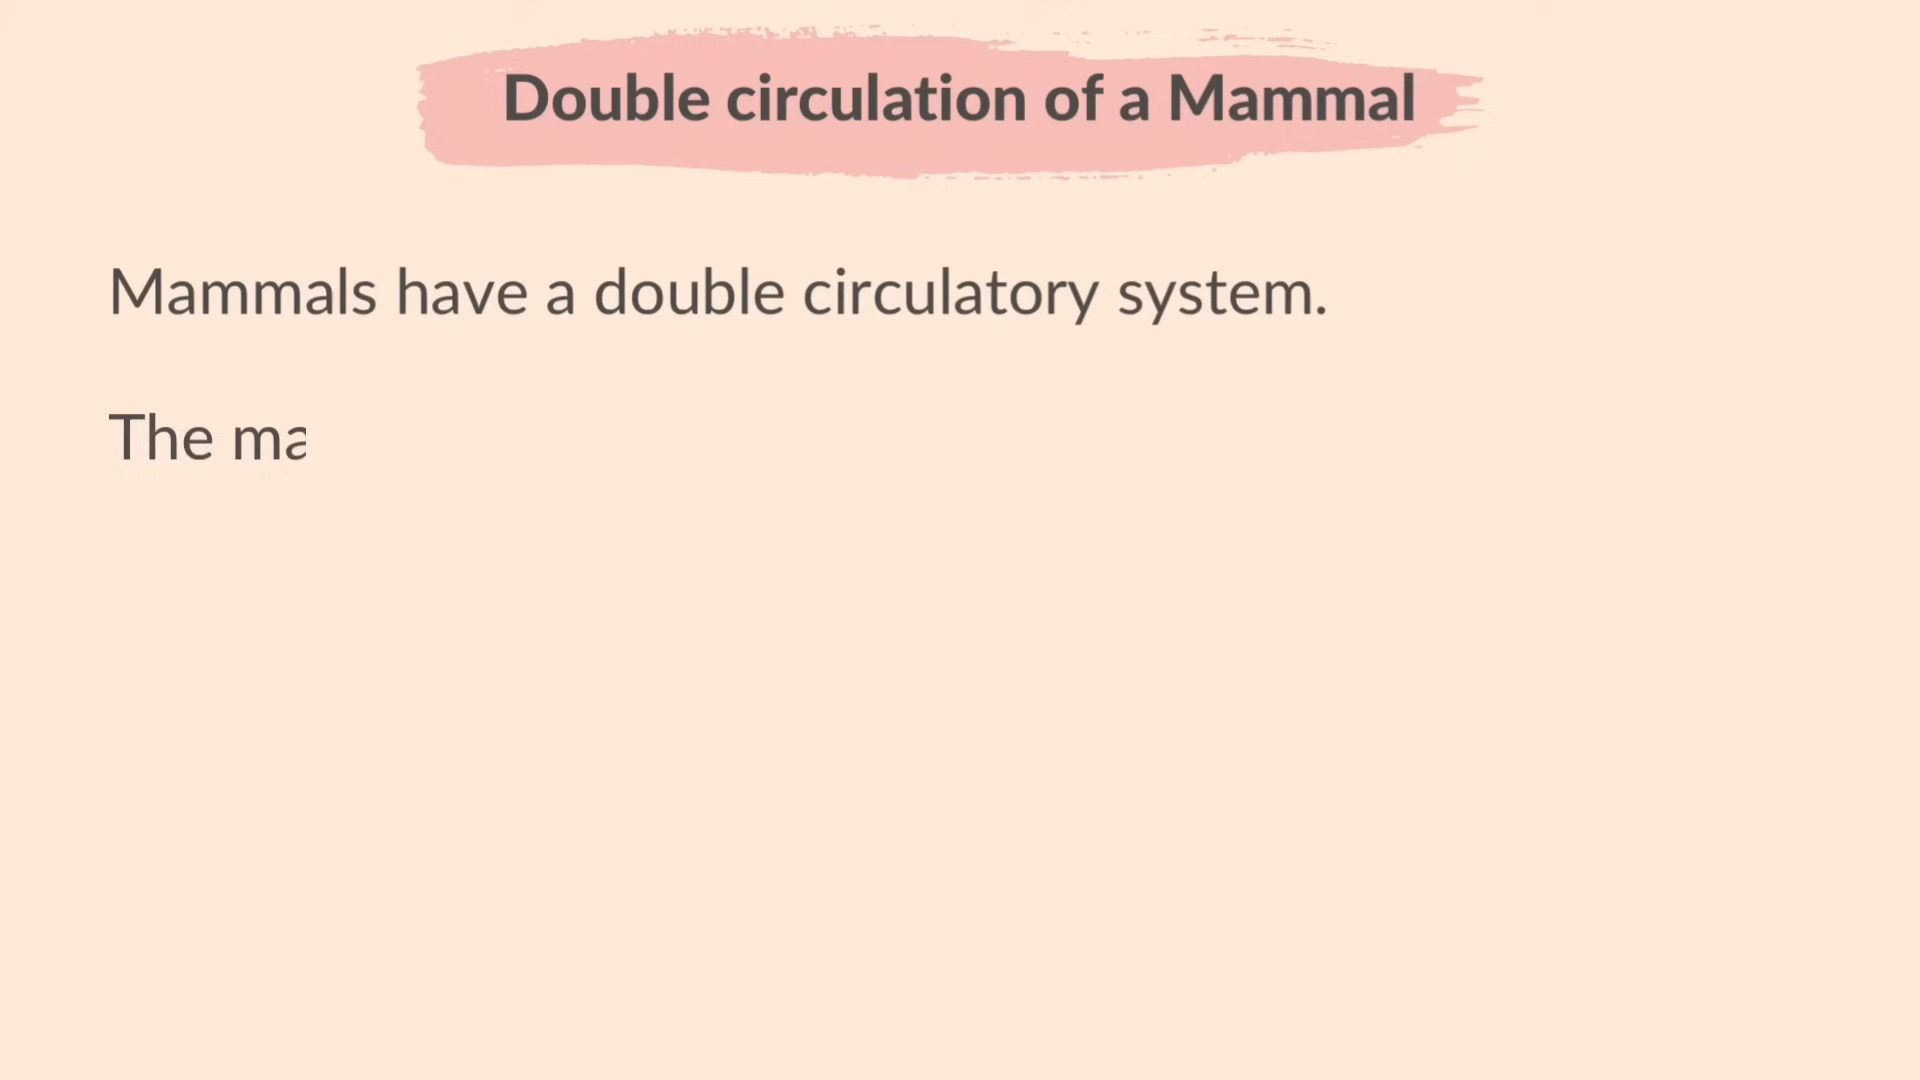 Double circulation of a Mammal
Mammals have a double circulatory system.
The